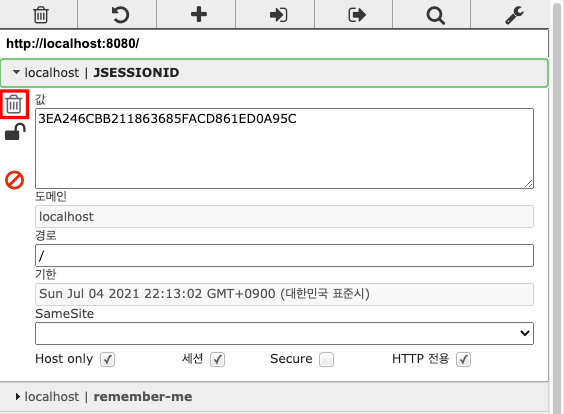 http://localhost:8080/
localhost | JSESSIONID
값
3EA246CBB211863685FACD861ED0A95C
도메인
localhost
경로
/
기한
Sun Jul 04 2021 22:13:02 GMT+0900 (대한민국 표준시)
SameSite
Host only 세션 Secure HTTP 전용
localhost | remember-me